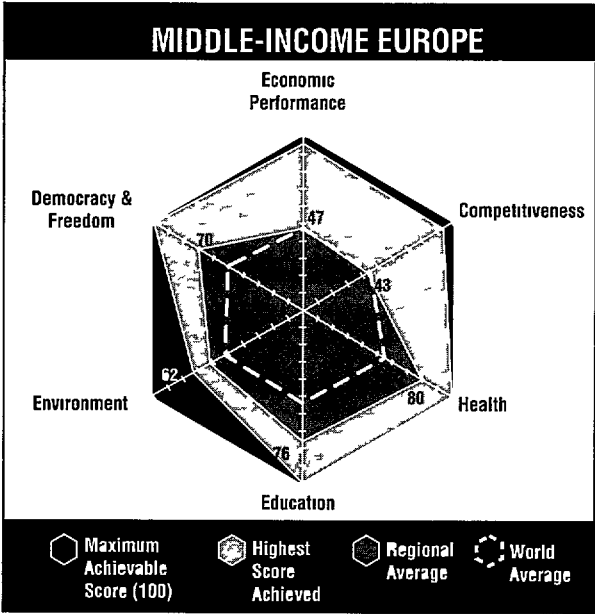 MIDDLE-INCOME EUROPE
Economic
Performance
Democracy &
Freedom
Competitiveness
47
70
43
62
80
76
Environment
Health
Education
Maximum
Achievable
Score (100)
Highest
Score
Achieved
Regional
Average
World
Average